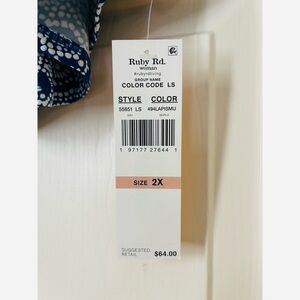 Ruby Rd.
woman
#rubyrdliving
GROUP NAME
COLOR CODE LS
STYLE COLOR
55851 LS 494LAPISMU
1 97177 27644 1
SIZE 2X
SUGGESTED
RETAIL $64.00